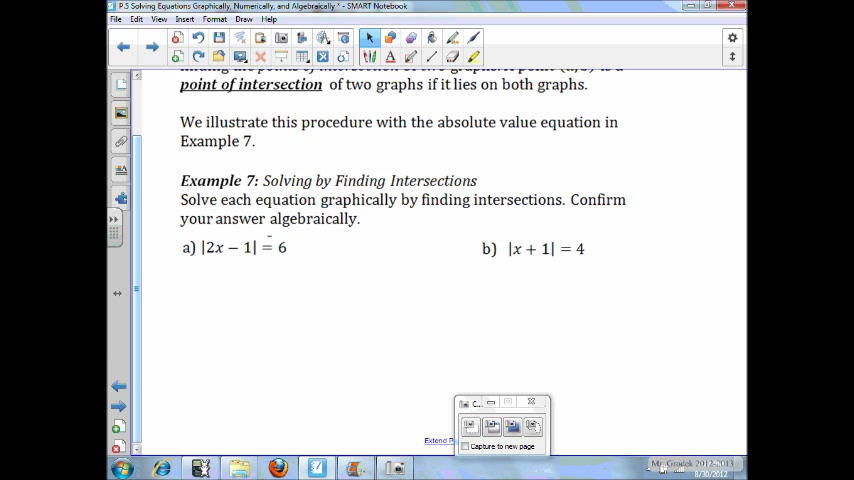 P.5 Solving Equations Graphically, Numerically, and Algebraically * - SMART Notebook
File Edit View Insert Format Tools Draw Help
point of intersection of two graphs if it lies on both graphs.
We illustrate this procedure with the absolute value equation in
Example 7.
Example 7: Solving by Finding Intersections
Solve each equation graphically by finding intersections. Confirm
your answer algebraically.
a) |2x − 1| = 6
b) |x + 1| = 4
C...
Capture to new page
Extend P
Mr. Gradek 2012-2013
8/30/2012